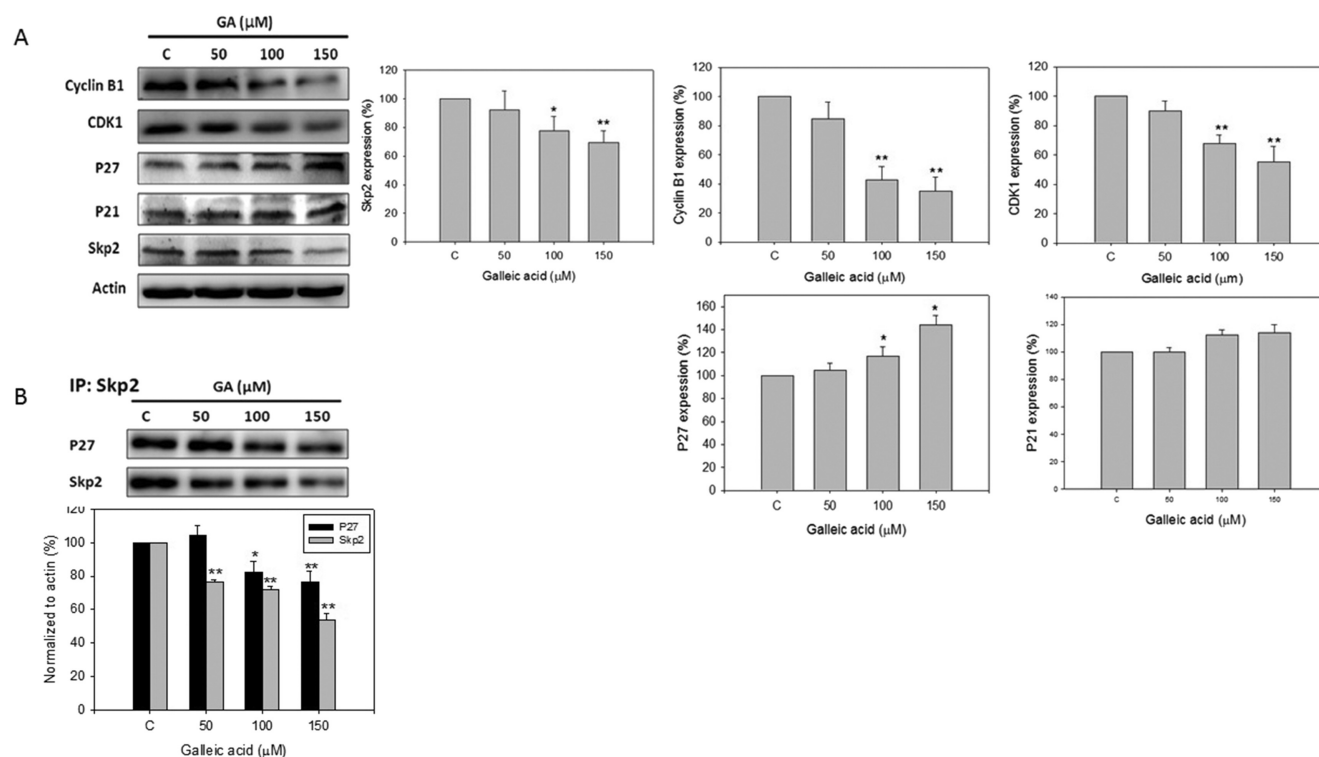 A
GA (μM)
C 50 100 150
Cyclin B1
CDK1
P27
P21
Skp2
Actin
120
100
80
60
40
20
0
Skp2 expression (%)
*
**
C 50 100 150
Galleic acid (μM)
120
100
80
60
40
20
0
Cyclin B1 expression (%)
**
**
C 50 100 150
Galleic acid (μM)
120
100
80
60
40
20
0
CDK1 expression (%)
**
**
C 50 100 150
Galleic acid (μm)
160
140
120
100
80
60
40
20
0
P27 expession (%)
*
*
C 50 100 150
Galleic acid (μM)
140
120
100
80
60
40
20
0
P21 expression (%)
C 50 100 150
Galleic acid (μM)
B
IP: Skp2
GA (μM)
C 50 100 150
P27
Skp2
120
100
80
60
40
20
0
Normalized to actin (%)
P27
Skp2
**
*
**
**
**
C 50 100 150
Galleic acid (μM)